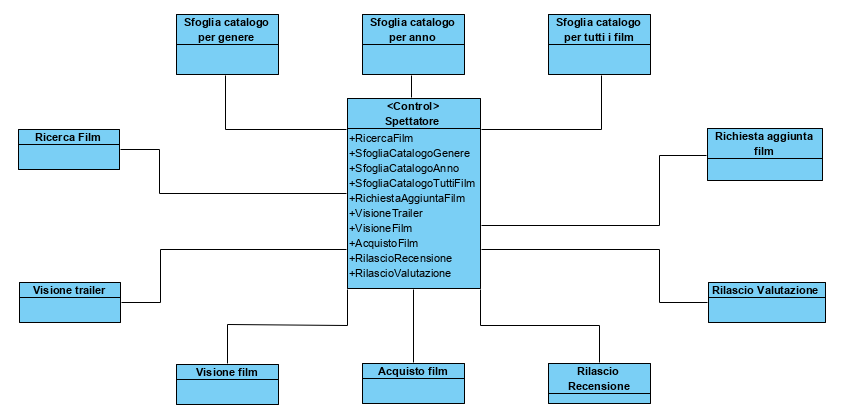 Sfoglia catalogo
per genere
Sfoglia catalogo
per anno
Sfoglia catalogo
per tutti i film
<Control>
Spettatore
+RicercaFilm
+SfogliaCatalogoGenere
+SfogliaCatalogoAnno
+SfogliaCatalogoTuttiFilm
+RichiestaAggiuntaFilm
+VisioneTrailer
+VisioneFilm
+AcquistoFilm
+RilascioRecensione
+RilascioValutazione
Ricerca Film
Richiesta aggiunta
film
Visione trailer
Rilascio Valutazione
Visione film
Acquisto film
Rilascio
Recensione